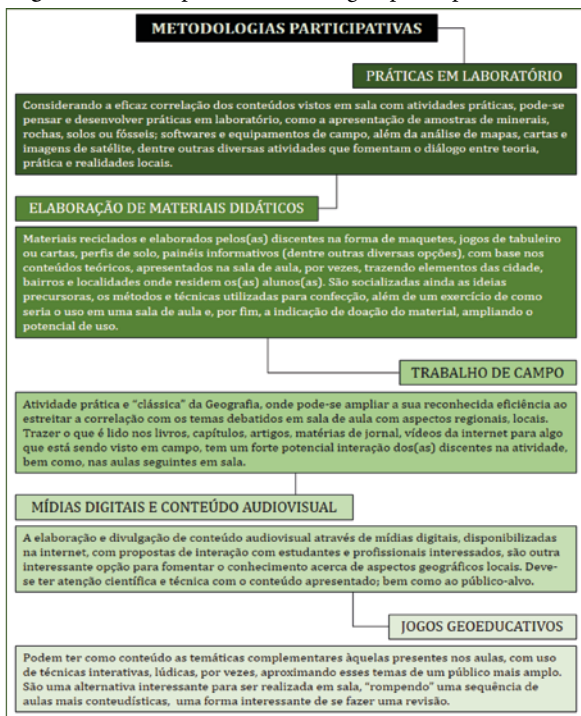 METODOLOGIAS PARTICIPATIVAS
PRÁTICAS EM LABORATÓRIO
Considerando a eficaz correlação dos conteúdos vistos em sala com atividades práticas, pode-se
pensar e desenvolver práticas em laboratório, como a apresentação de amostras de minerais,
rochas, solos ou fósseis; softwares e equipamentos de campo, além da análise de mapas, cartas e
imagens de satélite, dentre outras diversas atividades que fomentam o diálogo entre teoria,
prática e realidades locais.
ELABORAÇÃO DE MATERIAIS DIDÁTICOS
Materiais reciclados e elaborados pelos(as) discentes na forma de maquetes, jogos de tabuleiro
ou cartas, perfis de solo, painéis informativos (dentre outras diversas opções), com base nos
conteúdos teóricos, apresentados na sala de aula, por vezes, trazendo elementos das cidade,
bairros e localidades onde residem os(as) alunos(as). São socializadas ainda as ideias
precursoras, os métodos e técnicas utilizadas para confecção, além de um exercício de como
seria o uso em uma sala de aula e, por fim, a indicação de doação do material, ampliando o
potencial de uso.
TRABALHO DE CAMPO
Atividade prática e “clássica” da Geografia, onde pode-se ampliar a sua reconhecida eficiência ao
estreitar a correlação com os temas debatidos em sala de aula com aspectos regionais, locais.
Trazer o que é lido nos livros, capítulos, artigos, matérias de jornal, vídeos da internet para algo
que está sendo visto em campo, tem um forte potencial interação dos(as) discentes na atividade,
bem como, nas aulas seguintes em sala.
MÍDIAS DIGITAIS E CONTEÚDO AUDIOVISUAL
A elaboração e divulgação de conteúdo audiovisual através de mídias digitais, disponibilizadas
na internet, com propostas de interação com estudantes e profissionais interessados, são outra
interessante opção para fomentar o conhecimento acerca de aspectos geográficos locais. Deve-
se ter atenção científica e técnica com o conteúdo apresentado; bem como ao público-alvo.
JOGOS GEOEDUCATIVOS
Podem ter como conteúdo as temáticas complementares àquelas presentes nos aulas, com uso
de técnicas interativas, lúdicas, por vezes, aproximando esses temas de um público mais amplo.
São uma alternativa interessante para ser realizada em sala, “rompendo” uma sequência de
aulas mais conteudísticas, uma forma interessante de se fazer uma revisão.